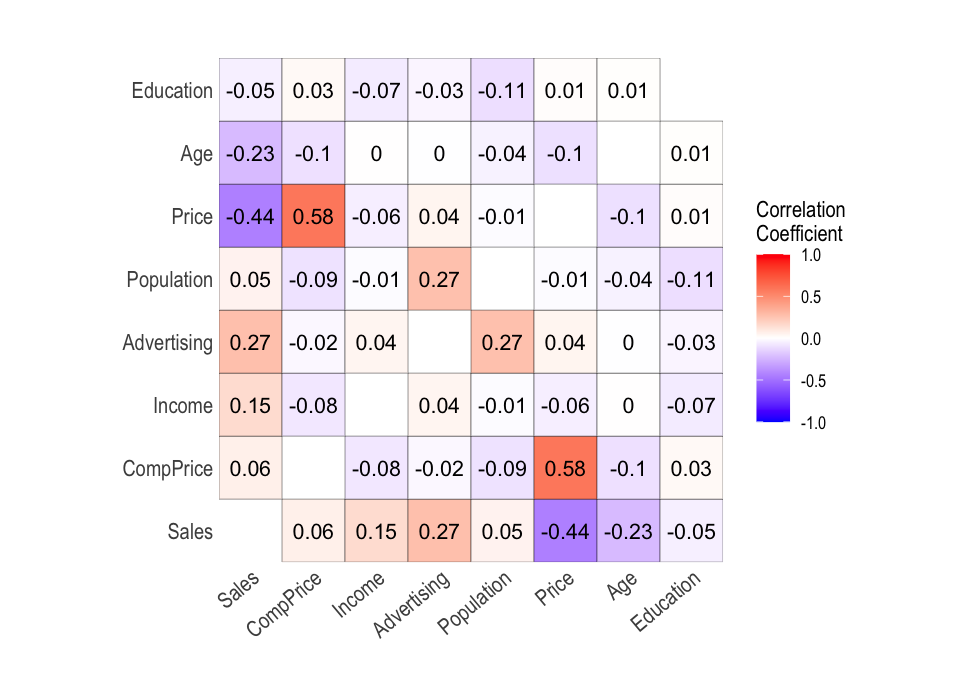 Education -0.05 0.03 -0.07 -0.03 -0.11 0.01 0.01
Age -0.23 -0.1 0 0 -0.04 -0.1 0.01
Price -0.44 0.58 -0.06 0.04 -0.01 -0.1 0.01
Population 0.05 -0.09 -0.01 0.27 -0.01 -0.04 -0.11
Advertising 0.27 -0.02 0.04 0.27 0.04 0 -0.03
Income 0.15 -0.08 0.04 -0.01 -0.06 0 -0.07
CompPrice 0.06 -0.08 -0.02 -0.09 0.58 -0.1 0.03
Sales 0.06 0.15 0.27 0.05 -0.44 -0.23 -0.05
Sales CompPrice Income Advertising Population Price Age Education
Correlation
Coefficient
1.0
0.5
0.0
-0.5
-1.0